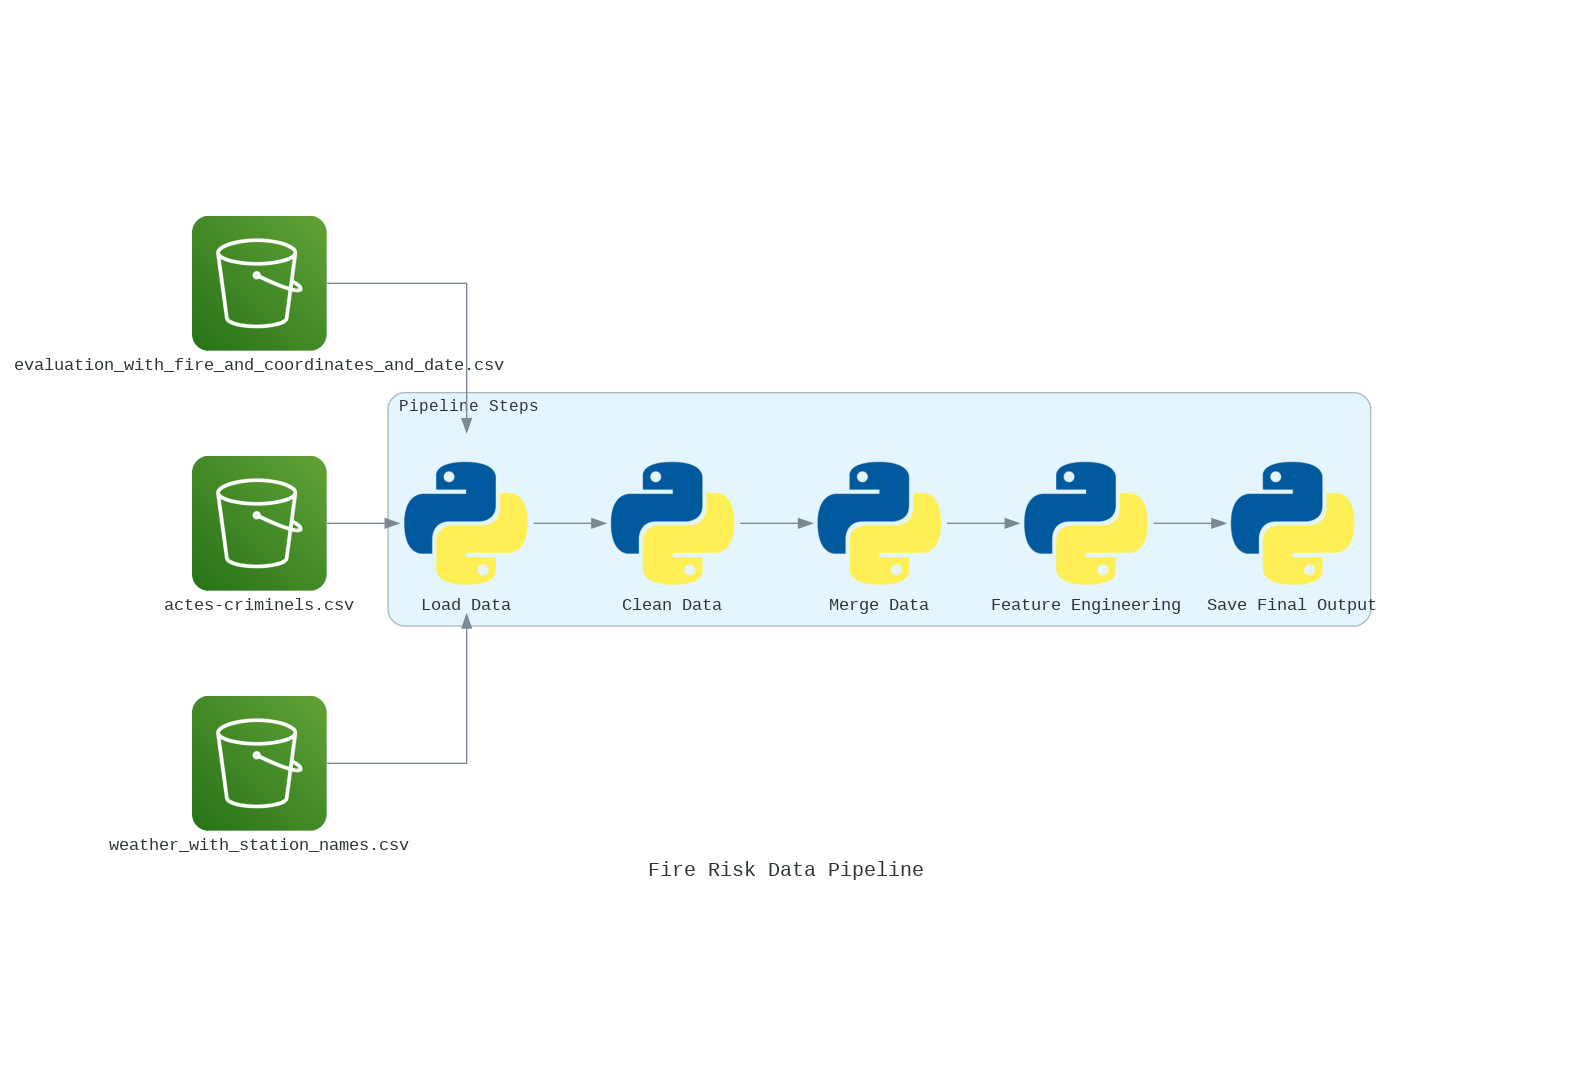 evaluation_with_fire_and_coordinates_and_date.csv
Pipeline Steps
actes-criminels.csv
Load Data
Clean Data
Merge Data
Feature Engineering
Save Final Output
weather_with_station_names.csv
Fire Risk Data Pipeline